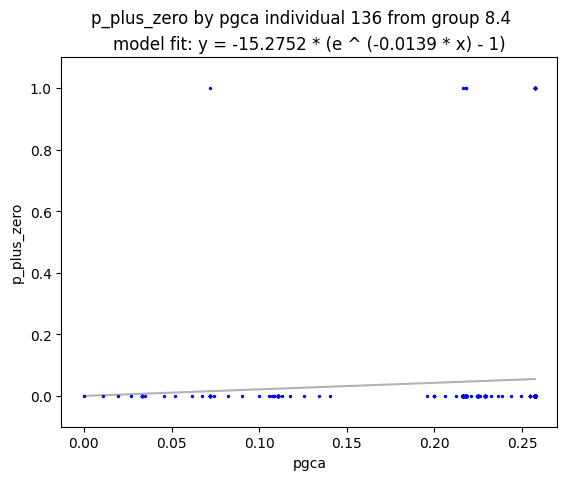 p_plus_zero by pgca individual 136 from group 8.4
model fit: y = -15.2752 * (e ^ (-0.0139 * x) - 1)
1.0
0.8
0.6
0.4
0.2
0.0
p_plus_zero
0.00 0.05 0.10 0.15 0.20 0.25
pgca